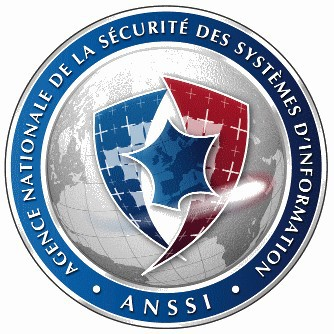 AGENCE NATIONALE DE LA SÉCURITÉ DES SYSTÈMES D'INFORMATION
ANSSI